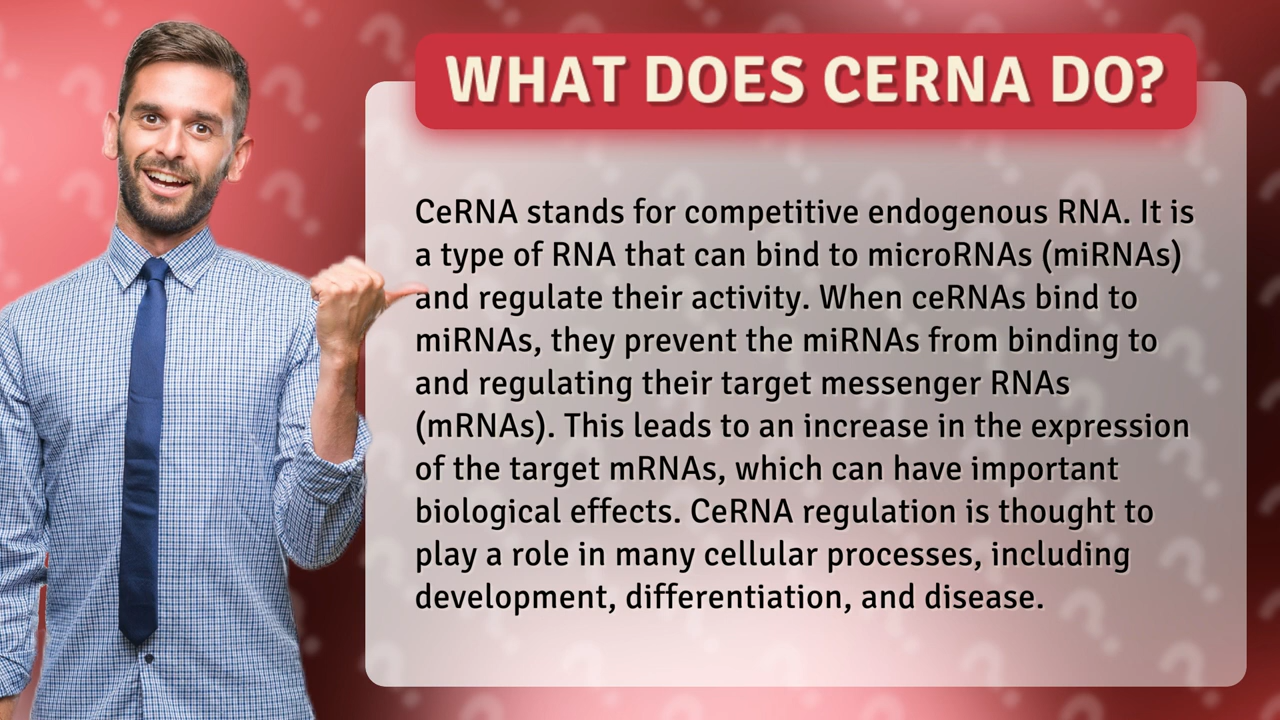 WHAT DOES CERNA DO?
CeRNA stands for competitive endogenous RNA. It is
a type of RNA that can bind to microRNAs (miRNAs)
and regulate their activity. When ceRNAs bind to
miRNAs, they prevent the miRNAs from binding to
and regulating their target messenger RNAs
(mRNAs). This leads to an increase in the expression
of the target mRNAs, which can have important
biological effects. CeRNA regulation is thought to
play a role in many cellular processes, including
development, differentiation, and disease.